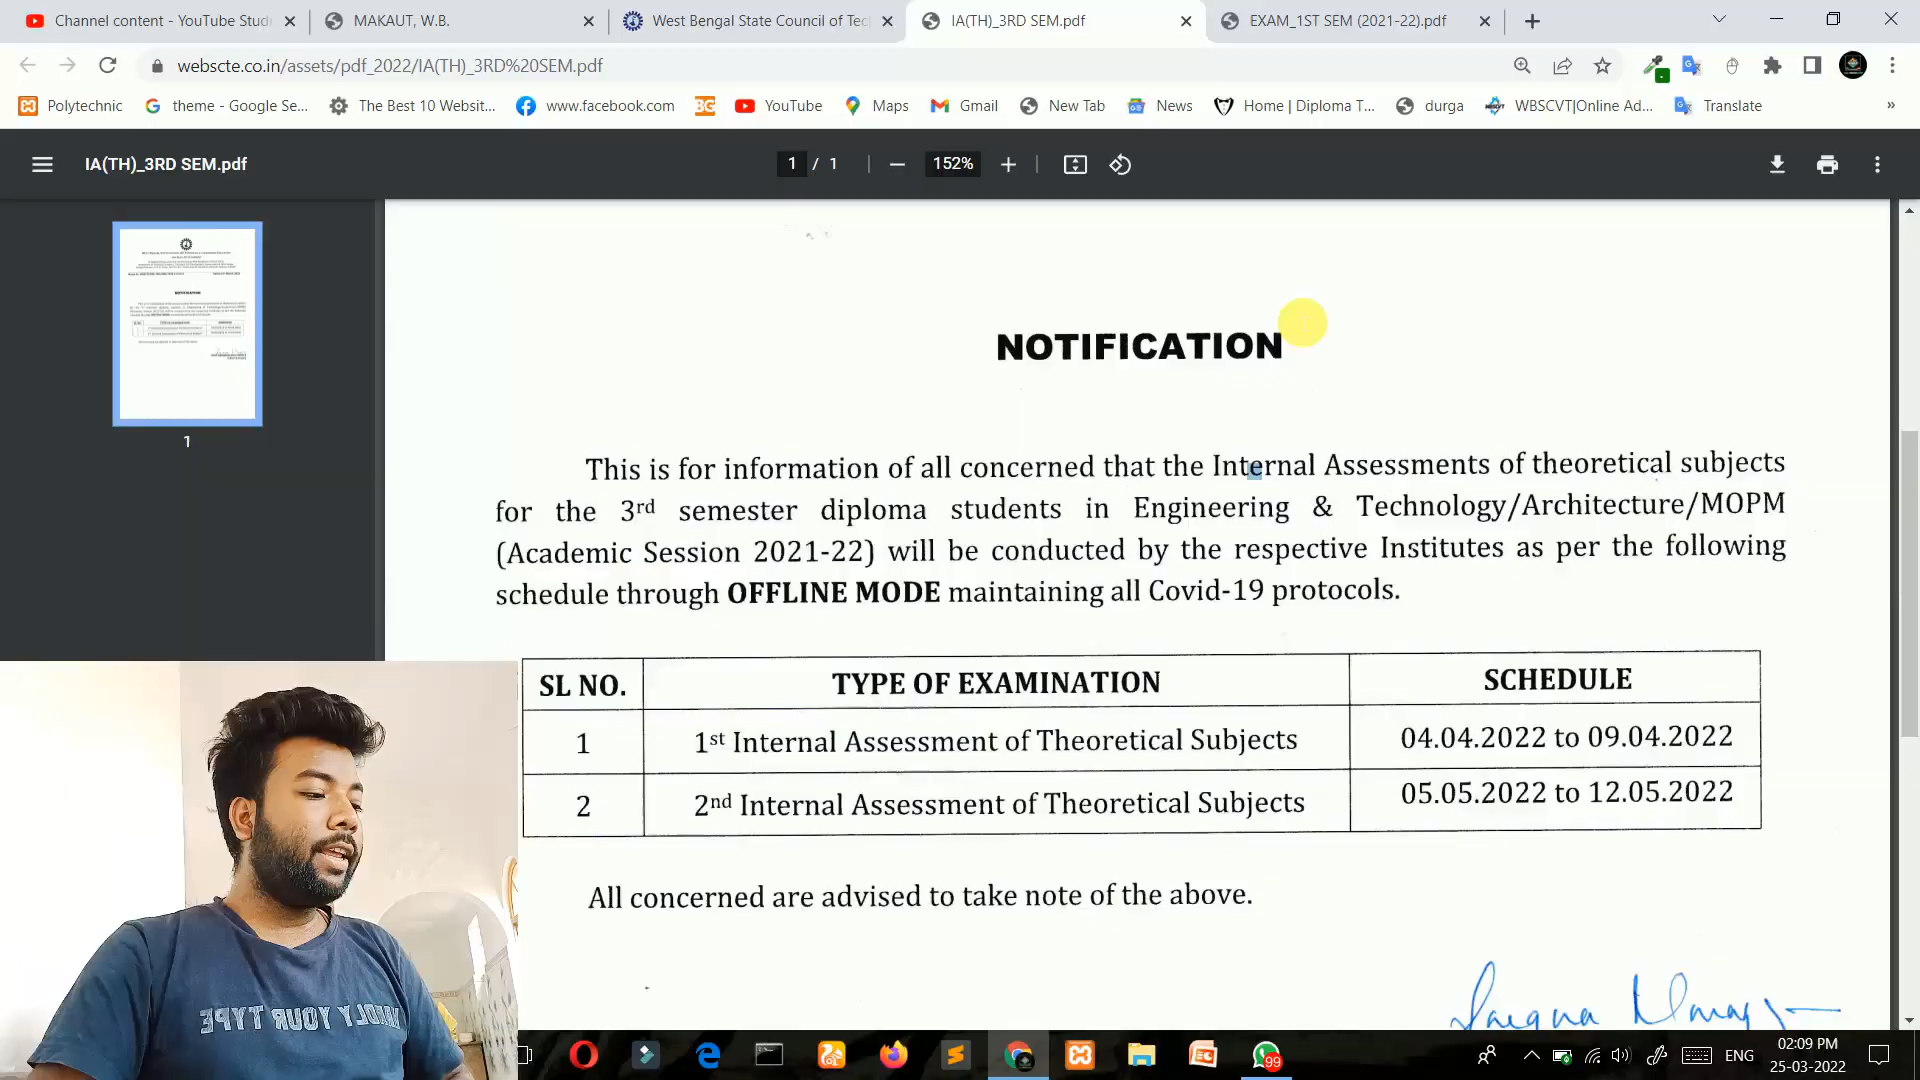 Channel content - YouTube Stud
MAKAUT, W.B.
West Bengal State Council of Tec
IA(TH)_3RD SEM.pdf
EXAM_1ST SEM (2021-22).pdf
webscte.co.in/assets/pdf_2022/IA(TH)_3RD%20SEM.pdf
Polytechnic
theme - Google Se...
The Best 10 Websit...
www.facebook.com
YouTube
Maps
Gmail
New Tab
News
Home | Diploma T...
durga
WBSCVT|Online Ad...
Translate
»
IA(TH)_3RD SEM.pdf
1 / 1
152%
1
NOTIFICATION
This is for information of all concerned that the Internal Assessments of theoretical subjects
for the 3rd semester diploma students in Engineering & Technology/Architecture/MOPM
(Academic Session 2021-22) will be conducted by the respective Institutes as per the following
schedule through OFFLINE MODE maintaining all Covid-19 protocols.
SL NO. TYPE OF EXAMINATION SCHEDULE
1 1st Internal Assessment of Theoretical Subjects 04.04.2022 to 09.04.2022
2 2nd Internal Assessment of Theoretical Subjects 05.05.2022 to 12.05.2022
All concerned are advised to take note of the above.
YOUR TYPE
99
ENG
02:09 PM
25-03-2022